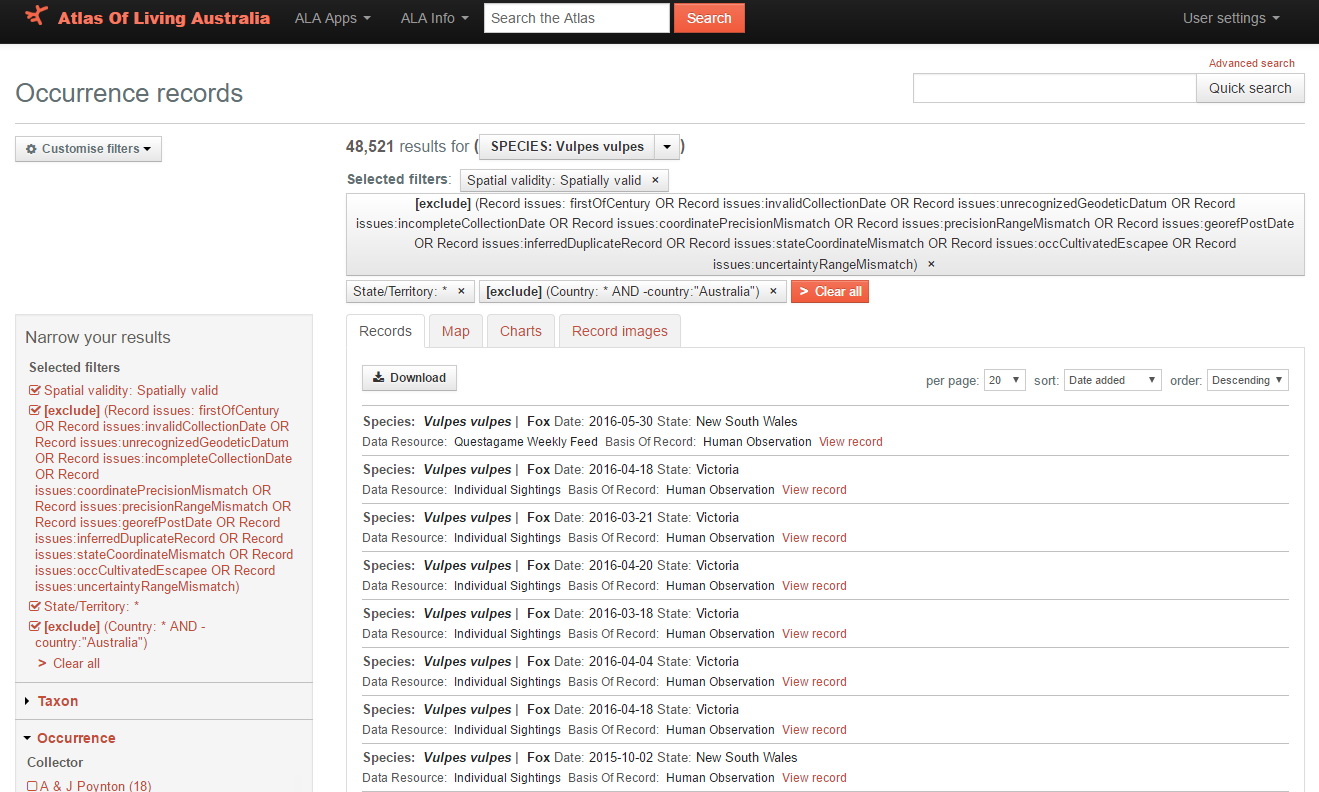 Atlas Of Living Australia ALA Apps ALA Info Search the Atlas Search User settings
Advanced search
Occurrence records Quick search
Customise filters 48,521 results for ( SPECIES: Vulpes vulpes )
Selected filters: Spatial validity: Spatially valid ×
[exclude] (Record issues: firstOfCentury OR Record issues:invalidCollectionDate OR Record issues:unrecognizedGeodeticDatum OR Record
issues:incompleteCollectionDate OR Record issues:coordinatePrecisionMismatch OR Record issues:precisionRangeMismatch OR Record issues:georefPostDate
OR Record issues:inferredDuplicateRecord OR Record issues:stateCoordinateMismatch OR Record issues:occCultivatedEscapee OR Record
issues:uncertaintyRangeMismatch) ×
State/Territory: * × [exclude] (Country: * AND -country:"Australia") × > Clear all
Narrow your results
Selected filters
Spatial validity: Spatially valid
[exclude] (Record issues: firstOfCentury
OR Record issues:invalidCollectionDate OR
Record issues:unrecognizedGeodeticDatum
OR Record issues:incompleteCollectionDate
OR Record
issues:coordinatePrecisionMismatch OR
Record issues:precisionRangeMismatch OR
Record issues:georefPostDate OR Record
issues:inferredDuplicateRecord OR Record
issues:stateCoordinateMismatch OR Record
issues:occCultivatedEscapee OR Record
issues:uncertaintyRangeMismatch)
State/Territory: *
[exclude] (Country: * AND -
country:"Australia")
> Clear all
Taxon
Occurrence
Collector
A & J Poynton (18)
Records Map Charts Record images
Download per page: 20 sort: Date added order: Descending
Species: Vulpes vulpes | Fox Date: 2016-05-30 State: New South Wales
Data Resource: Questagame Weekly Feed Basis Of Record: Human Observation View record
Species: Vulpes vulpes | Fox Date: 2016-04-18 State: Victoria
Data Resource: Individual Sightings Basis Of Record: Human Observation View record
Species: Vulpes vulpes | Fox Date: 2016-03-21 State: Victoria
Data Resource: Individual Sightings Basis Of Record: Human Observation View record
Species: Vulpes vulpes | Fox Date: 2016-04-20 State: Victoria
Data Resource: Individual Sightings Basis Of Record: Human Observation View record
Species: Vulpes vulpes | Fox Date: 2016-03-18 State: Victoria
Data Resource: Individual Sightings Basis Of Record: Human Observation View record
Species: Vulpes vulpes | Fox Date: 2016-04-04 State: Victoria
Data Resource: Individual Sightings Basis Of Record: Human Observation View record
Species: Vulpes vulpes | Fox Date: 2016-04-18 State: Victoria
Data Resource: Individual Sightings Basis Of Record: Human Observation View record
Species: Vulpes vulpes | Fox Date: 2015-10-02 State: New South Wales
Data Resource: Individual Sightings Basis Of Record: Human Observation View record